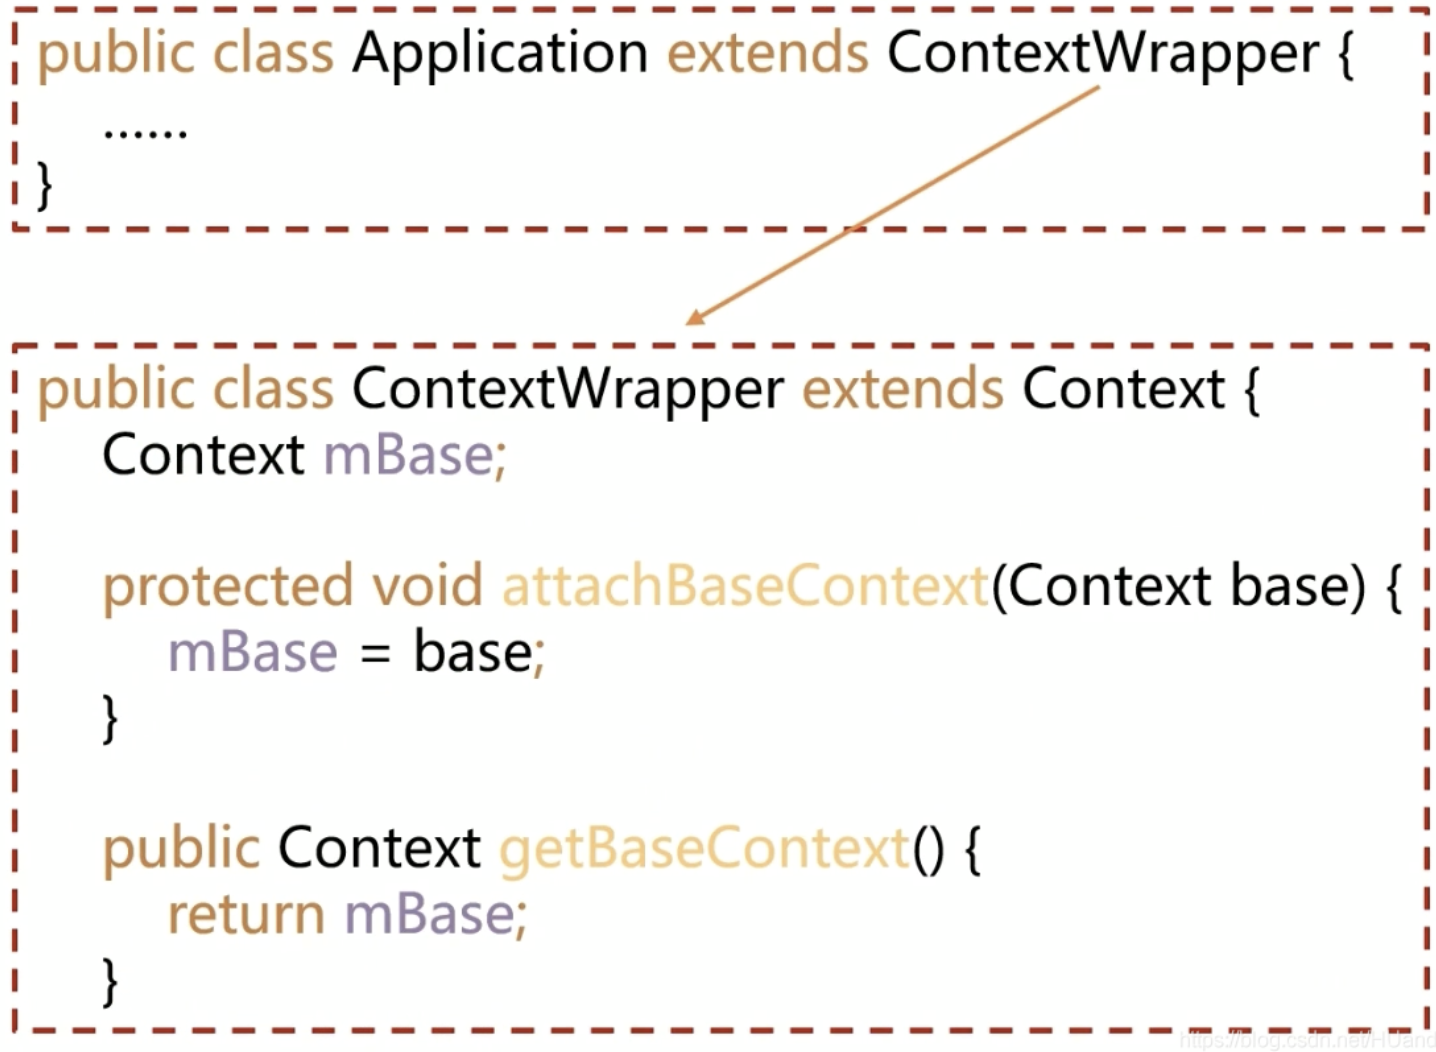 public class Application extends ContextWrapper {
......
}
public class ContextWrapper extends Context {
Context mBase;
protected void attachBaseContext(Context base) {
mBase = base;
}
public Context getBaseContext() {
return mBase;
}
https://blog.csdn.net/HUand